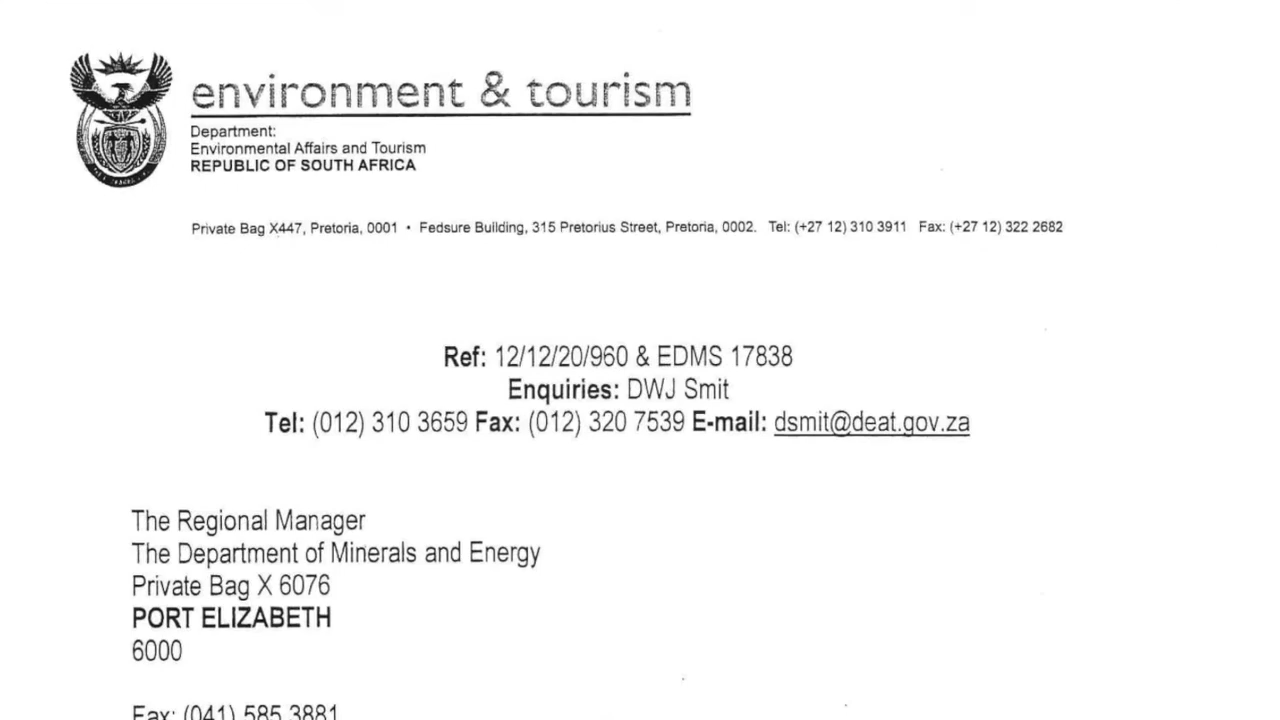 environment & tourism
Department:
Environmental Affairs and Tourism
REPUBLIC OF SOUTH AFRICA
Private Bag X447, Pretoria, 0001 • Fedsure Building, 315 Pretorius Street, Pretoria, 0002. Tel: (+27 12) 310 3911 Fax: (+27 12) 322 2682
Ref: 12/12/20/960 & EDMS 17838
Enquiries: DWJ Smit
Tel: (012) 310 3659 Fax: (012) 320 7539 E-mail: dsmit@deat.gov.za
The Regional Manager
The Department of Minerals and Energy
Private Bag X 6076
PORT ELIZABETH
6000
Fax: (041) 585 3881